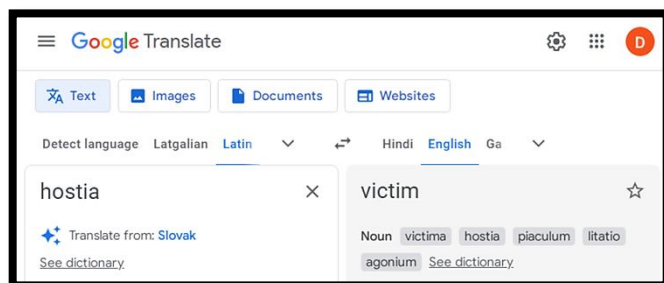 Google Translate
D
Text Images Documents Websites
Detect language Latgalian Latin Hindi English Ga
hostia victim
Translate from: Slovak Noun victima hostia piaculum litatio
See dictionary agonium See dictionary